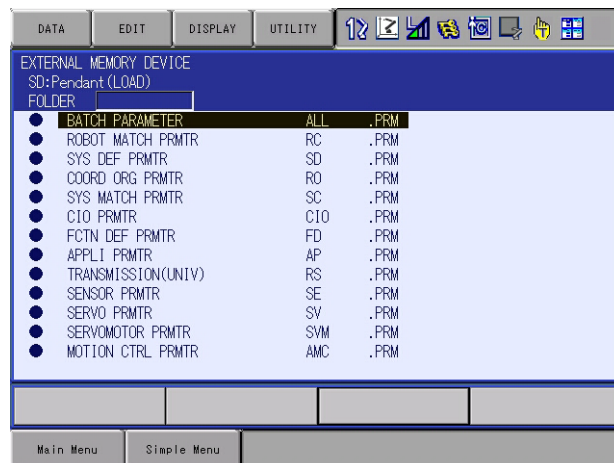 DATA EDIT DISPLAY UTILITY 12
EXTERNAL MEMORY DEVICE
SD:Pendant(LOAD)
FOLDER
BATCH PARAMETER ALL .PRM
ROBOT MATCH PRMTR RC .PRM
SYS DEF PRMTR SD .PRM
COORD ORG PRMTR RO .PRM
SYS MATCH PRMTR SC .PRM
CIO PRMTR CIO .PRM
FCTN DEF PRMTR FD .PRM
APPLI PRMTR AP .PRM
TRANSMISSION(UNIV) RS .PRM
SENSOR PRMTR SE .PRM
SERVO PRMTR SV .PRM
SERVOMOTOR PRMTR SVM .PRM
MOTION CTRL PRMTR AMC .PRM
Main Menu Simple Menu